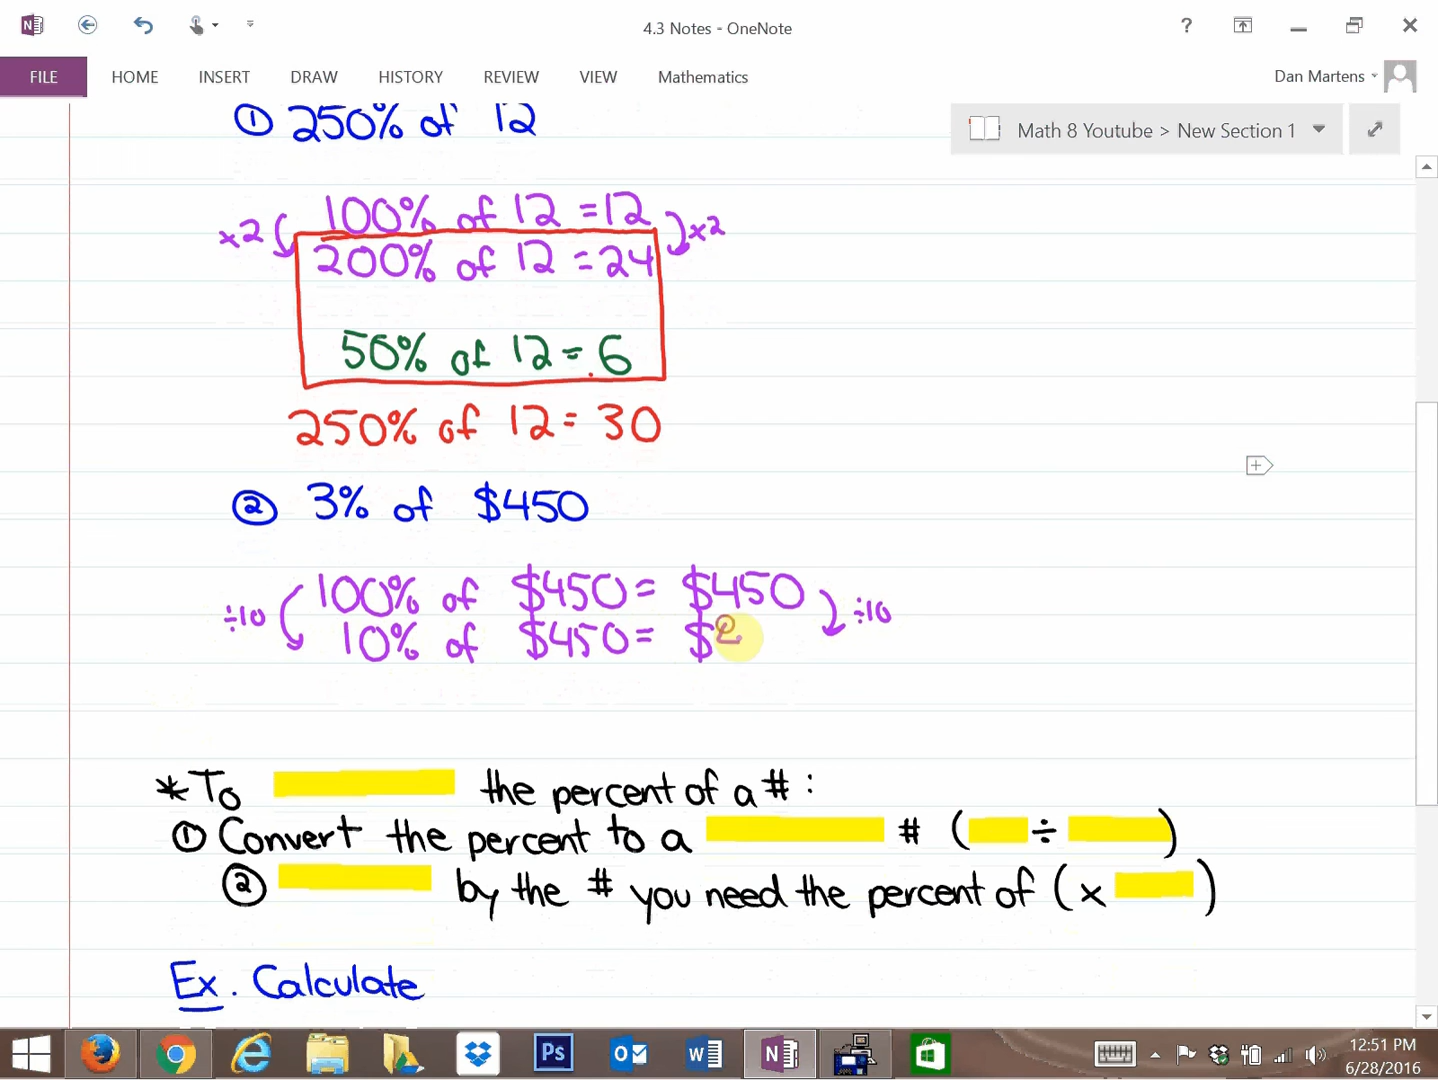 4.3 Notes - OneNote
?
FILE HOME INSERT DRAW HISTORY REVIEW VIEW Mathematics
Dan Martens
Math 8 Youtube > New Section 1
① 250% of 12
100% of 12 = 12
x2 x2
200% of 12 = 24
50% of 12 = 6
250% of 12 = 30
② 3% of $450
100% of $450 = $450
÷10 ÷10
10% of $450 = $
*To the percent of a # :
① Convert the percent to a # ( ÷ )
② by the # you need the percent of (x )
Ex. Calculate
12:51 PM
6/28/2016